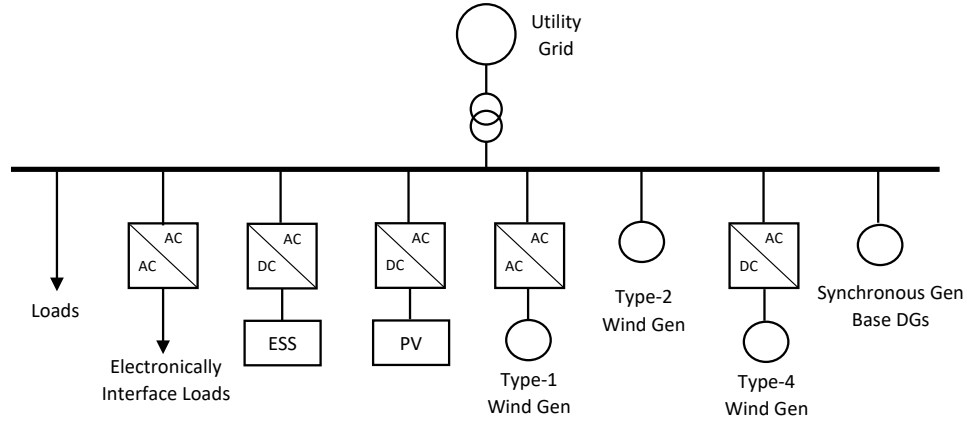 Utility
Grid
AC
AC
AC
DC
AC
DC
AC
AC
AC
DC
Loads
ESS
PV
Type-2
Wind Gen
Synchronous Gen
Base DGs
Electronically
Interface Loads
Type-1
Wind Gen
Type-4
Wind Gen